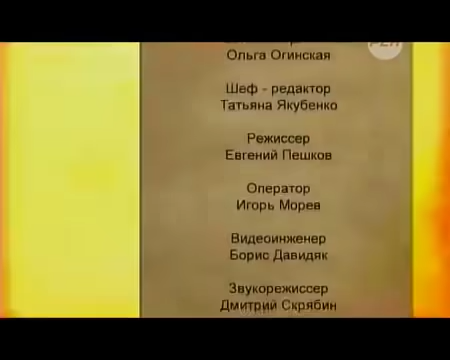 Ольга Огинская
Шеф - редактор
Татьяна Якубенко
Режиссер
Евгений Пешков
Оператор
Игорь Морев
Видеоинженер
Борис Давидяк
Звукорежиссер
Дмитрий Скрябин